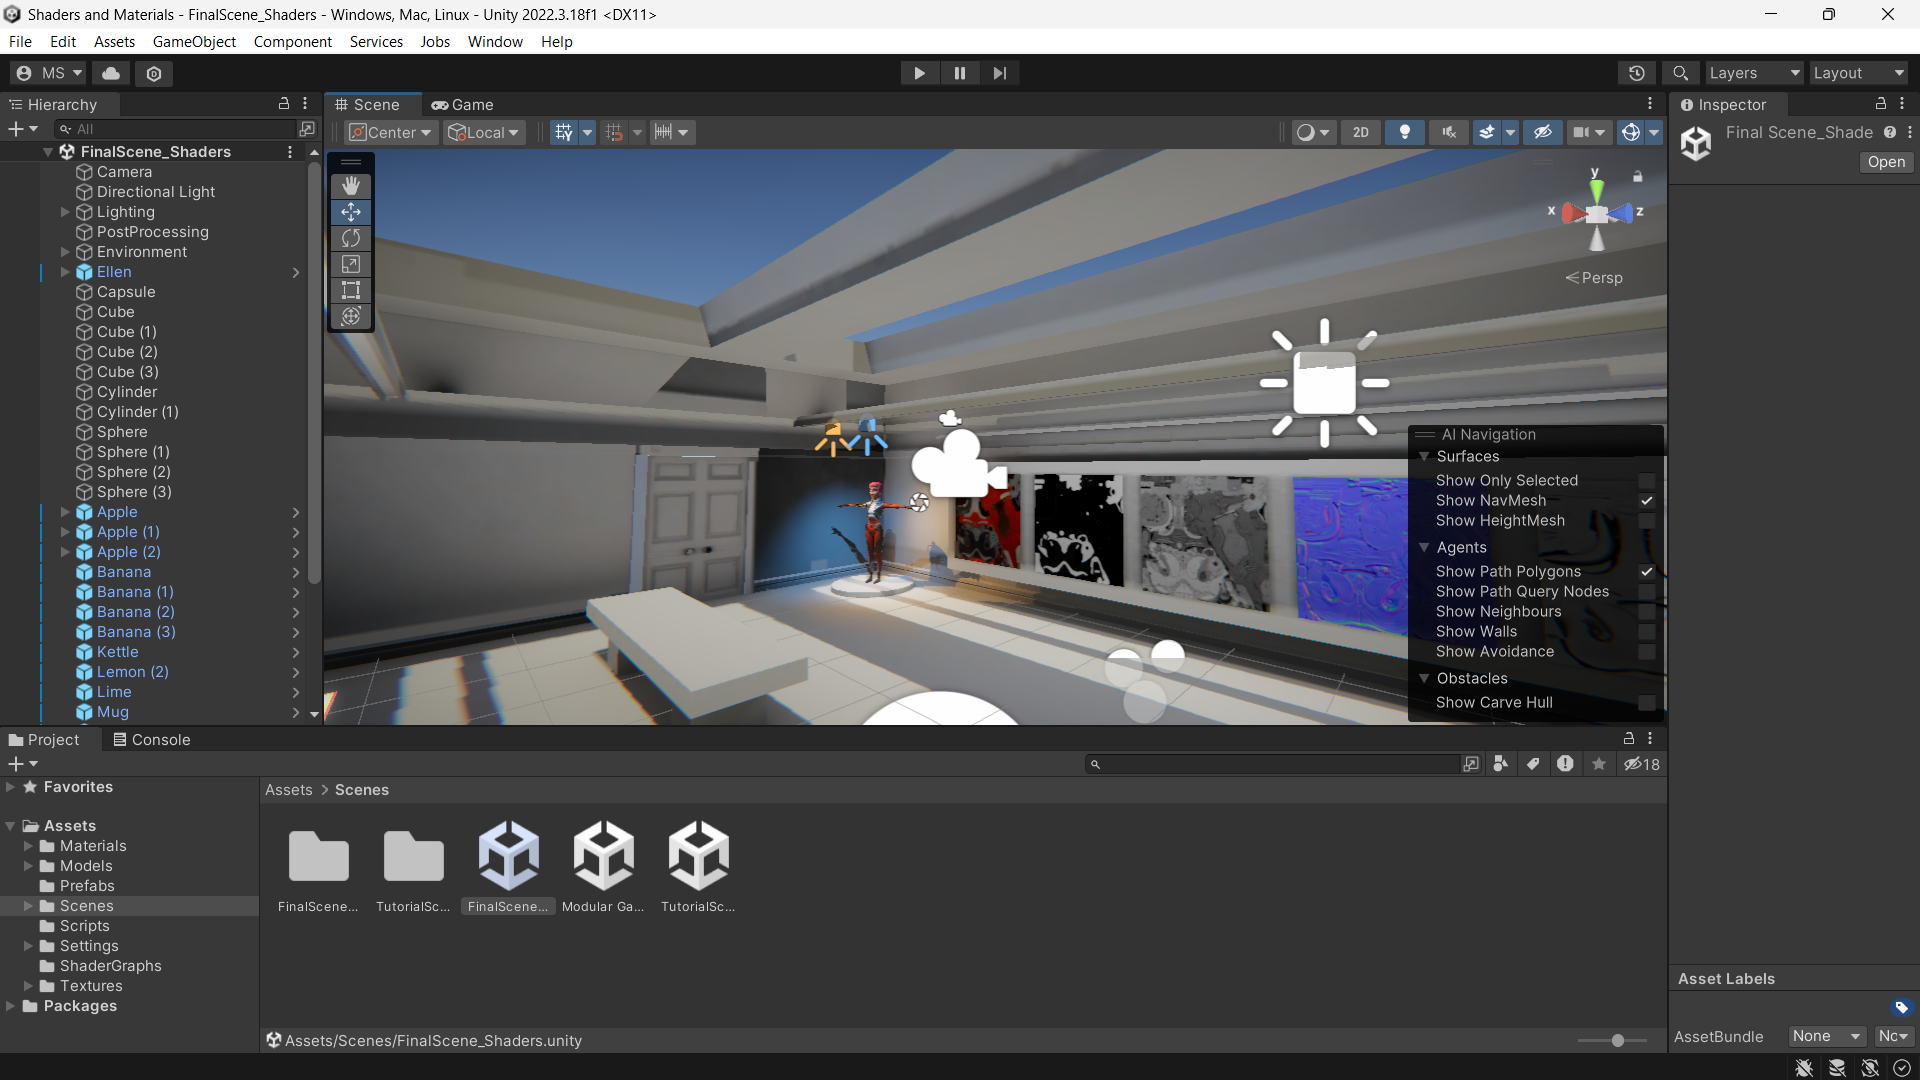 Shaders and Materials - FinalScene_Shaders - Windows, Mac, Linux - Unity 2022.3.18f1 <DX11>
File Edit Assets GameObject Component Services Jobs Window Help
MS
Layers
Layout
Hierarchy
All
FinalScene_Shaders
Camera
Directional Light
Lighting
PostProcessing
Environment
Ellen
Capsule
Cube
Cube (1)
Cube (2)
Cube (3)
Cylinder
Cylinder (1)
Sphere
Sphere (1)
Sphere (2)
Sphere (3)
Apple
Apple (1)
Apple (2)
Banana
Banana (1)
Banana (2)
Banana (3)
Kettle
Lemon (2)
Lime
Mug
Scene Game
Center Local
2D
y
x z
Persp
AI Navigation
Surfaces
Show Only Selected
Show NavMesh
Show HeightMesh
Agents
Show Path Polygons
Show Path Query Nodes
Show Neighbours
Show Walls
Show Avoidance
Obstacles
Show Carve Hull
Inspector
Final Scene_Shade
Open
Project Console
18
Favorites
Assets
Materials
Models
Prefabs
Scenes
Scripts
Settings
ShaderGraphs
Textures
Packages
Assets > Scenes
FinalScene... TutorialSc... FinalScene... Modular Ga... TutorialSc...
Assets/Scenes/FinalScene_Shaders.unity
Asset Labels
AssetBundle None Nc